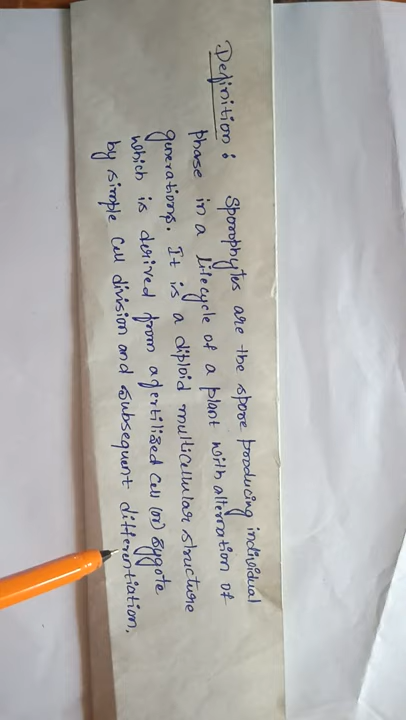 Definition: Sporophytes are the spore producing individual
phase in a lifecycle of a plant with alternation of
generations. It is a diploid multicellular structure
which is derived from a fertilized cell (or) zygote
by simple cell division and subsequent differentiation.